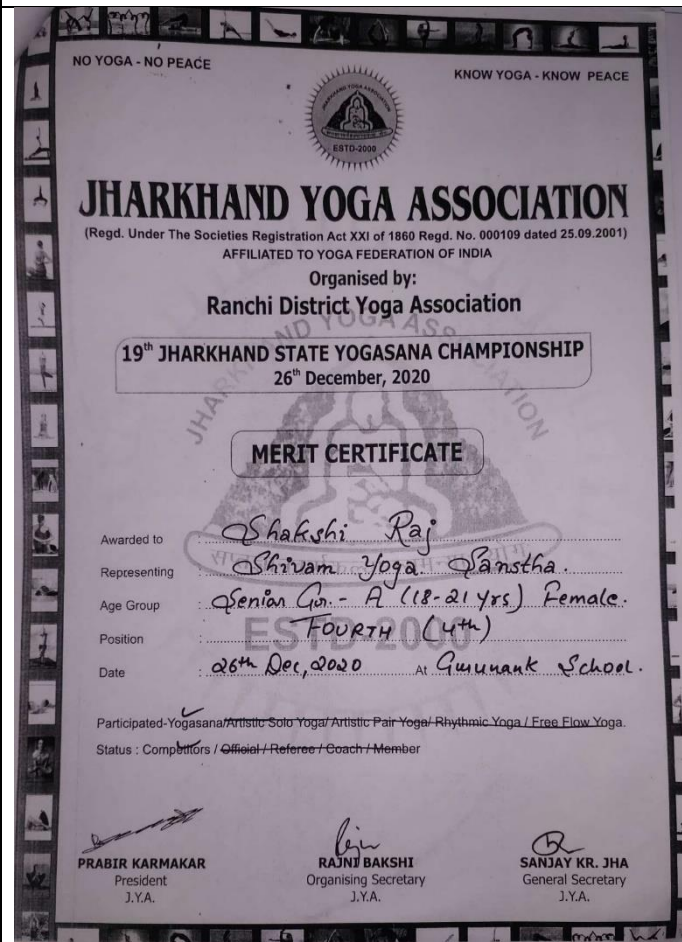 NO YOGA - NO PEACE
KNOW YOGA - KNOW PEACE
ESTD-2000
JHARKHAND YOGA ASSOCIATION
(Regd. Under The Societies Registration Act XXI of 1860 Regd. No. 000109 dated 25.09.2001)
AFFILIATED TO YOGA FEDERATION OF INDIA
Organised by:
Ranchi District Yoga Association
19th JHARKHAND STATE YOGASANA CHAMPIONSHIP
26th December, 2020
JHARKHAND YOGA ASSOCIATION
MERIT CERTIFICATE
Awarded to : Shakshi Raj
Representing : Shivam Yoga Sanstha.
Age Group : Senior Gr. - A (18-21 yrs) Female.
Position : FOURTH (4th)
ESTD-2000
Date : 26th Dec, 2020 At Gurunank School.
Participated-Yogasana/Artistic Solo Yoga/ Artistic Pair Yoga/ Rhythmic Yoga / Free Flow Yoga.
Status : Competitors / Official / Referee / Coach / Member
PRABIR KARMAKAR
President
J.Y.A.
RAJNI BAKSHI
Organising Secretary
J.Y.A.
SANJAY KR. JHA
General Secretary
J.Y.A.